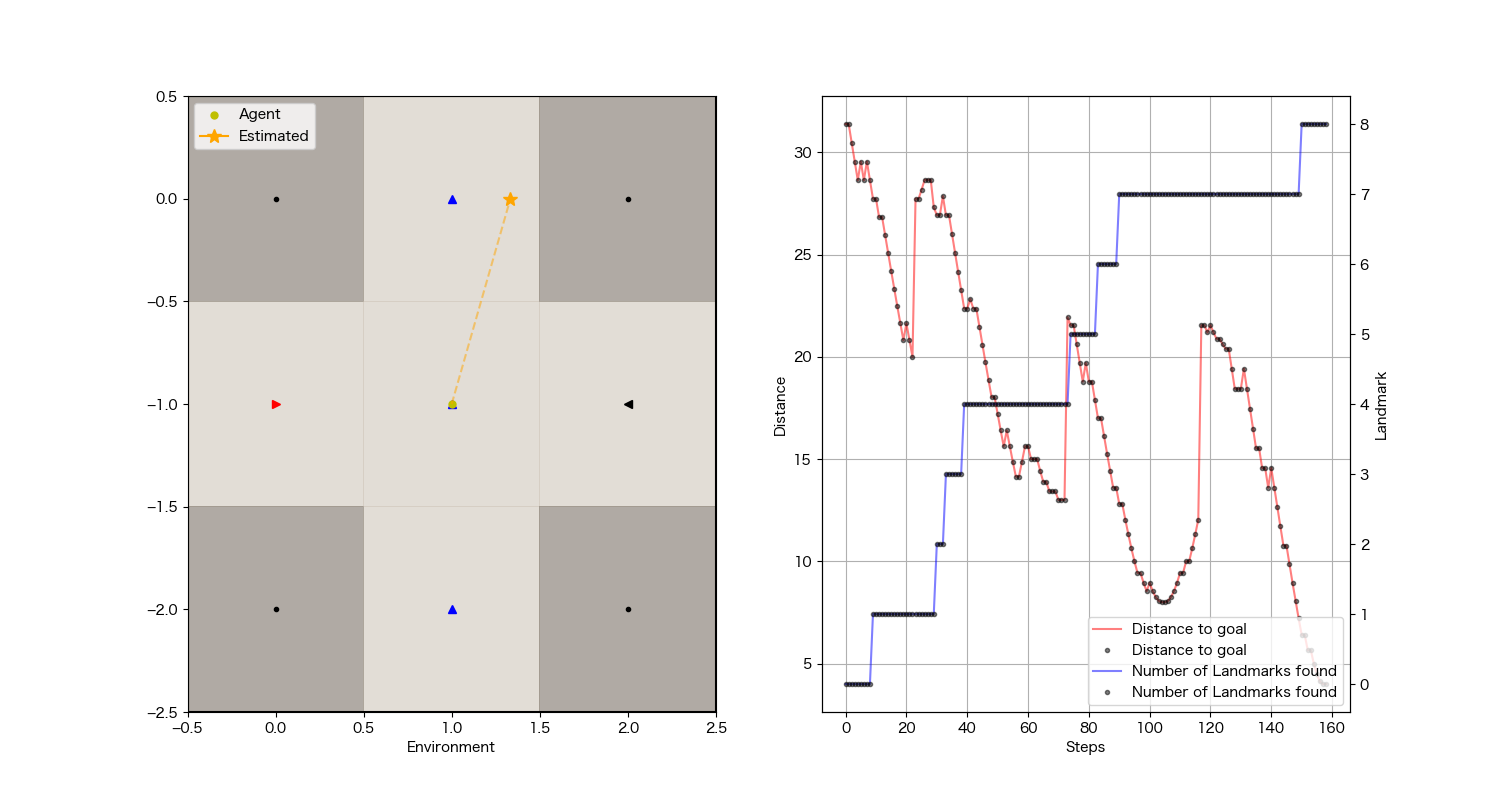 Agent
Estimated
0.5
0.0
−0.5
−1.0
−1.5
−2.0
−2.5
−0.5 0.0 0.5 1.0 1.5 2.0 2.5
Environment
Distance
30
25
20
15
10
5
0 20 40 60 80 100 120 140 160
Steps
8
7
6
5
4
3
2
1
0
Landmark
Distance to goal
Distance to goal
Number of Landmarks found
Number of Landmarks found